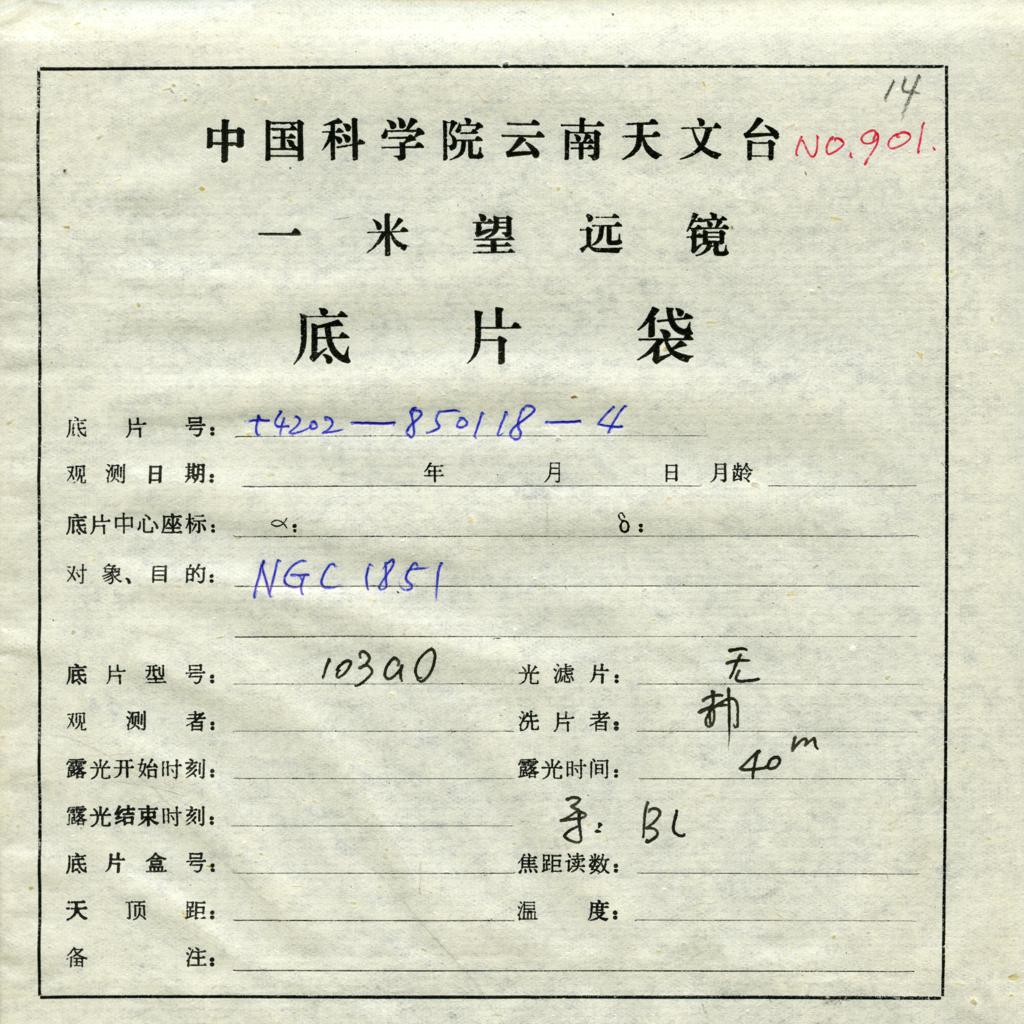 14
中国科学院云南天文台 NO.901.
一米望远镜
底片袋
底片号: t4202—850118—4
观测日期: 年 月 日 月龄
底片中心座标: α: δ:
对象、目的: NGC 1851
底片型号: 103aO 光滤片: 无
观测者: 洗片者:
露光开始时刻: 露光时间: 40m
露光结束时刻: : BL
底片盒号: 焦距读数:
天顶距: 温度:
备注: